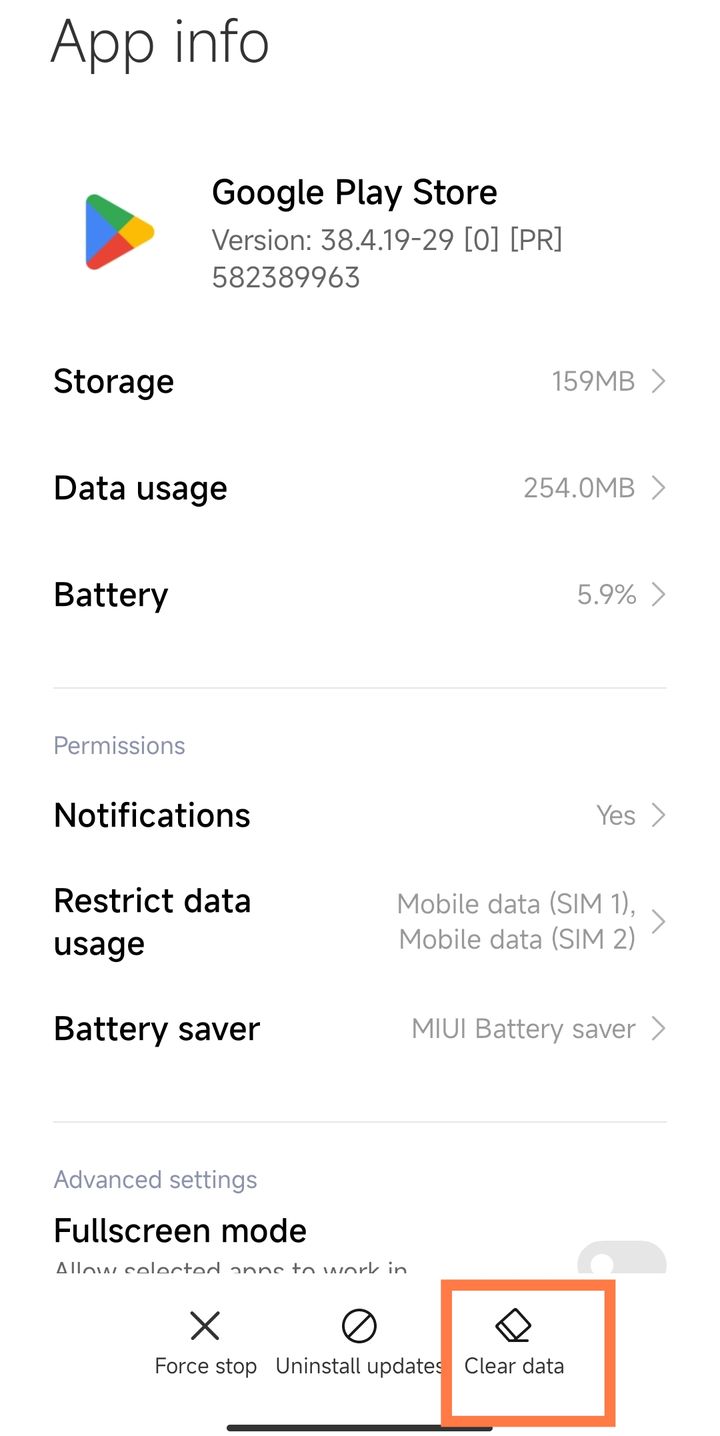 App info
Google Play Store
Version: 38.4.19-29 [0] [PR]
582389963
Storage
159MB
Data usage
254.0MB
Battery
5.9%
Permissions
Notifications
Yes
Restrict data
usage
Mobile data (SIM 1),
Mobile data (SIM 2)
Battery saver
MIUI Battery saver
Advanced settings
Fullscreen mode
Allow selected apps to work in
Force stop
Uninstall updates
Clear data